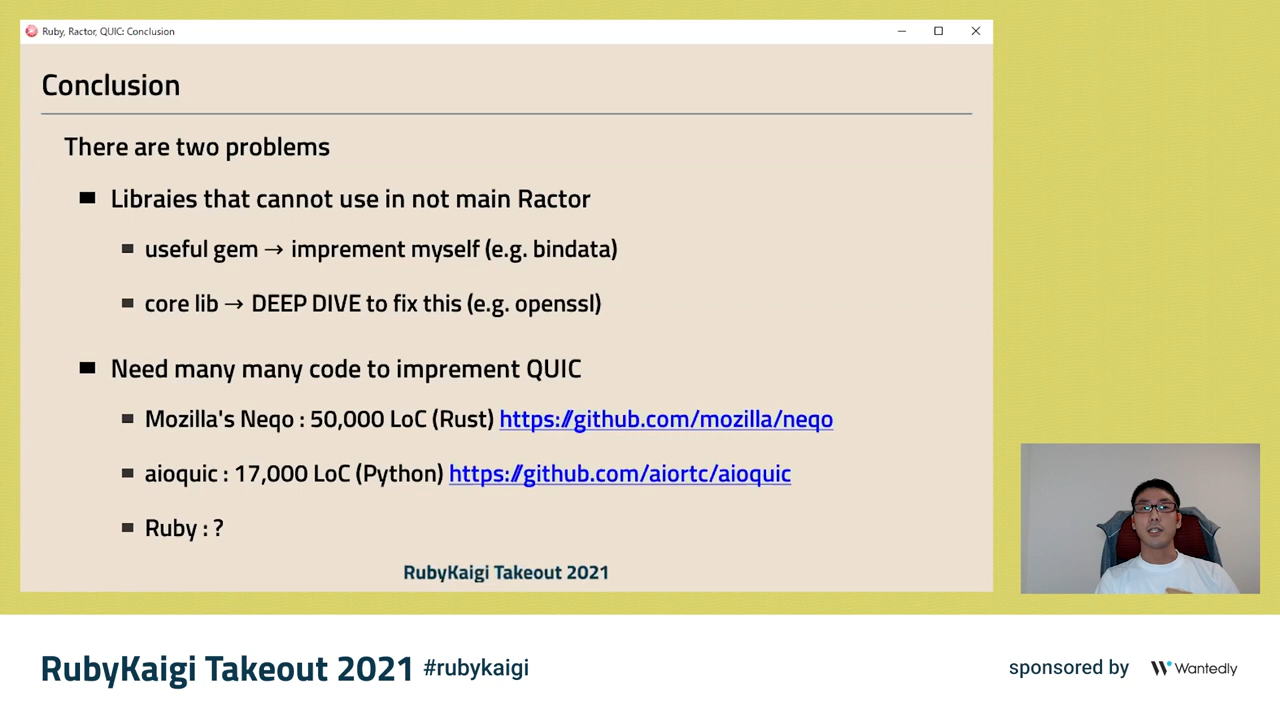 Ruby, Ractor, QUIC: Conclusion
Conclusion
There are two problems
Libraies that cannot use in not main Ractor
useful gem → imprement myself (e.g. bindata)
core lib → DEEP DIVE to fix this (e.g. openssl)
Need many many code to imprement QUIC
Mozilla's Neqo : 50,000 LoC (Rust) https://github.com/mozilla/neqo
aioquic : 17,000 LoC (Python) https://github.com/aiortc/aioquic
Ruby : ?
RubyKaigi Takeout 2021
RubyKaigi Takeout 2021 #rubykaigi
sponsored by Wantedly